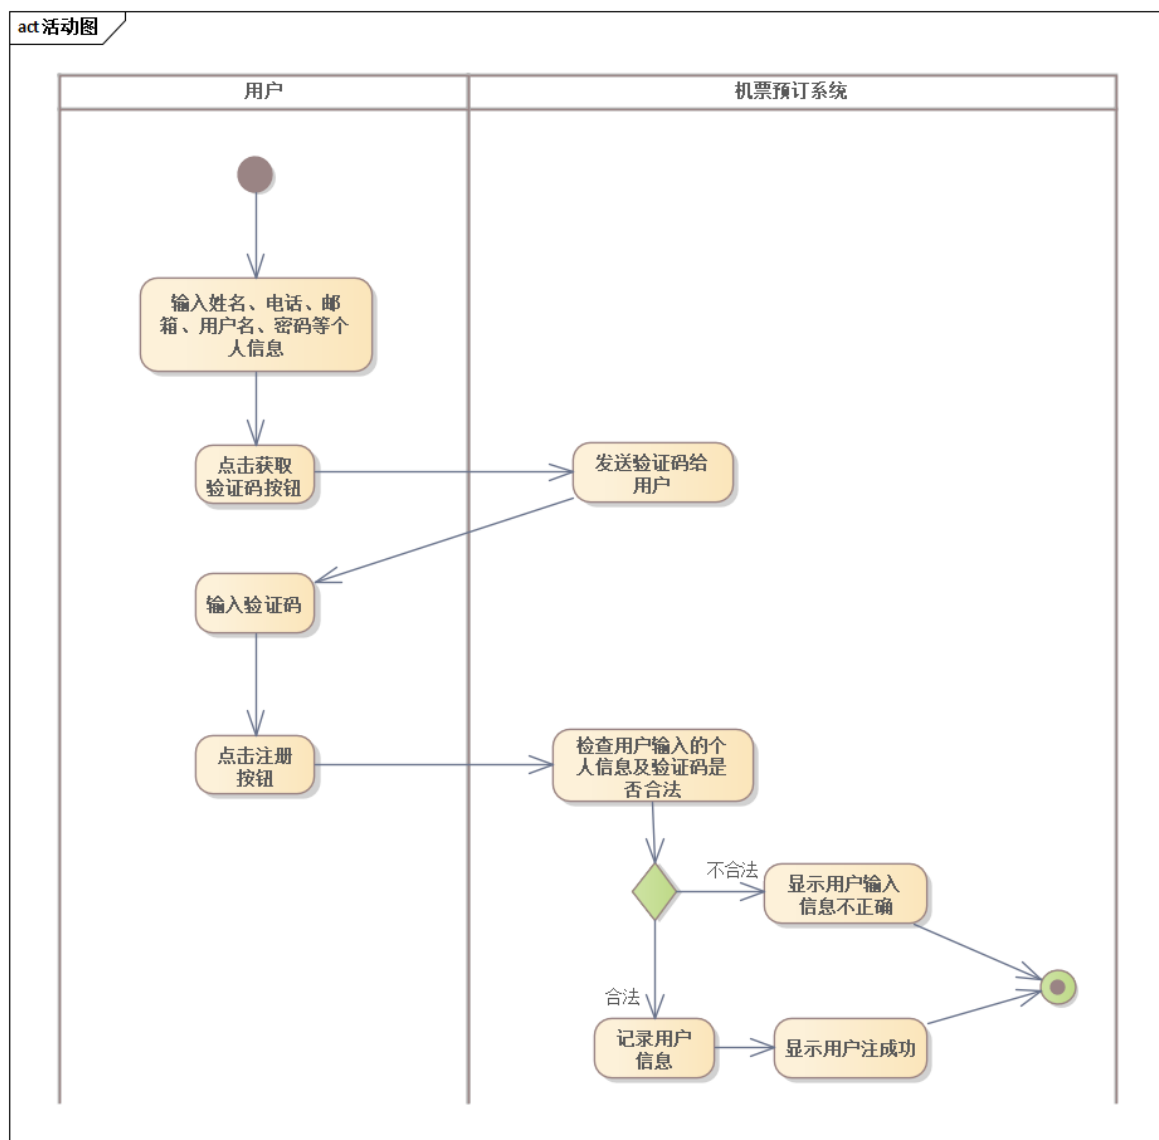 act 活动图
用户
机票预订系统
输入姓名、电话、邮
箱、用户名、密码等个
人信息
点击获取
验证码按钮
发送验证码给
用户
输入验证码
点击注册
按钮
检查用户输入的个
人信息及验证码是
否合法
不合法
显示用户输入
信息不正确
合法
记录用户
信息
显示用户注成功